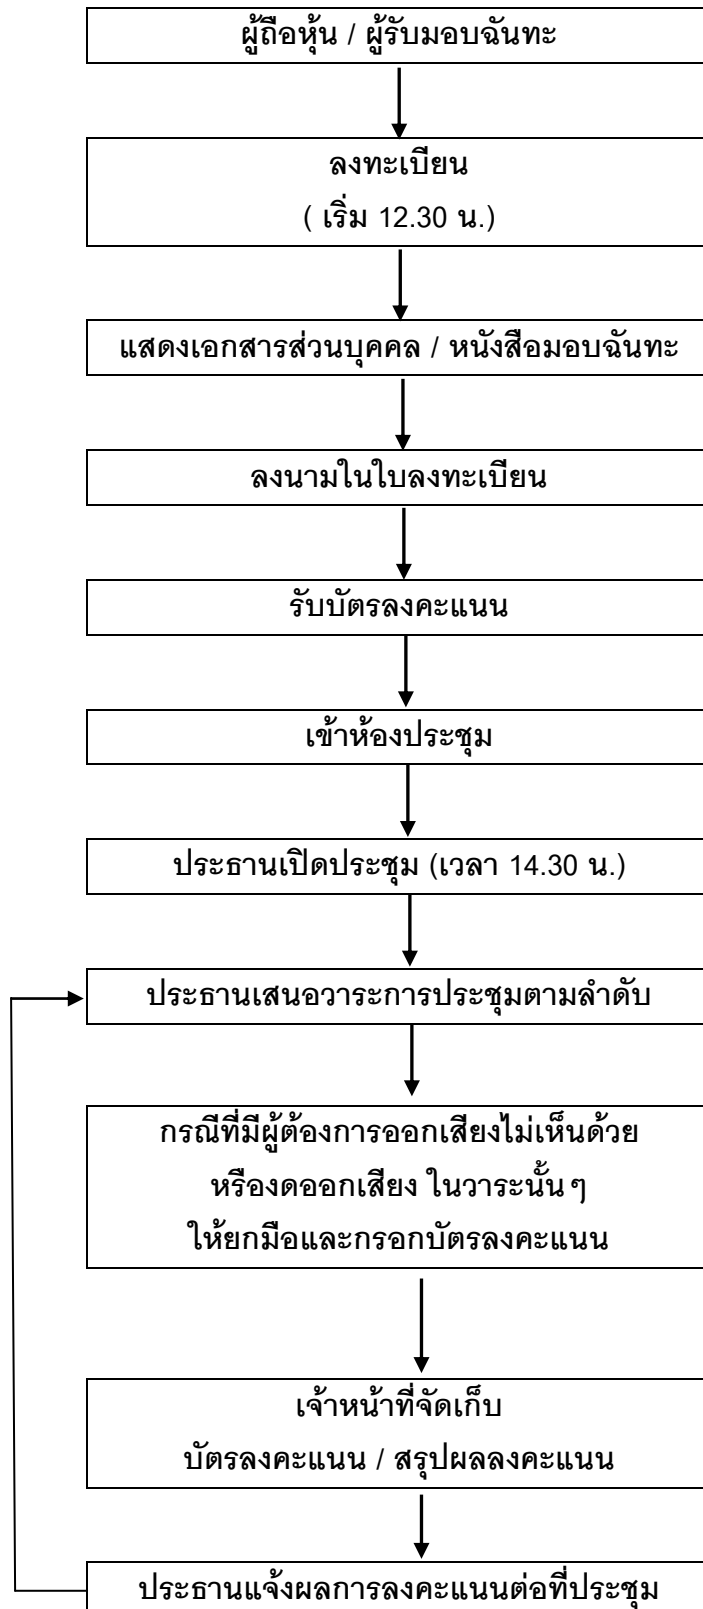 ผู้ถือหุ้น / ผู้รับมอบฉันทะ
ลงทะเบียน
( เริ่ม 12.30 น.)
แสดงเอกสารส่วนบุคคล / หนังสือมอบฉันทะ
ลงนามในใบลงทะเบียน
รับบัตรลงคะแนน
เข้าห้องประชุม
ประธานเปิดประชุม (เวลา 14.30 น.)
ประธานเสนอวาระการประชุมตามลำดับ
กรณีที่มีผู้ต้องการออกเสียงไม่เห็นด้วย
หรืองดออกเสียง ในวาระนั้นๆ
ให้ยกมือและกรอกบัตรลงคะแนน
เจ้าหน้าที่จัดเก็บ
บัตรลงคะแนน / สรุปผลลงคะแนน
ประธานแจ้งผลการลงคะแนนต่อที่ประชุม